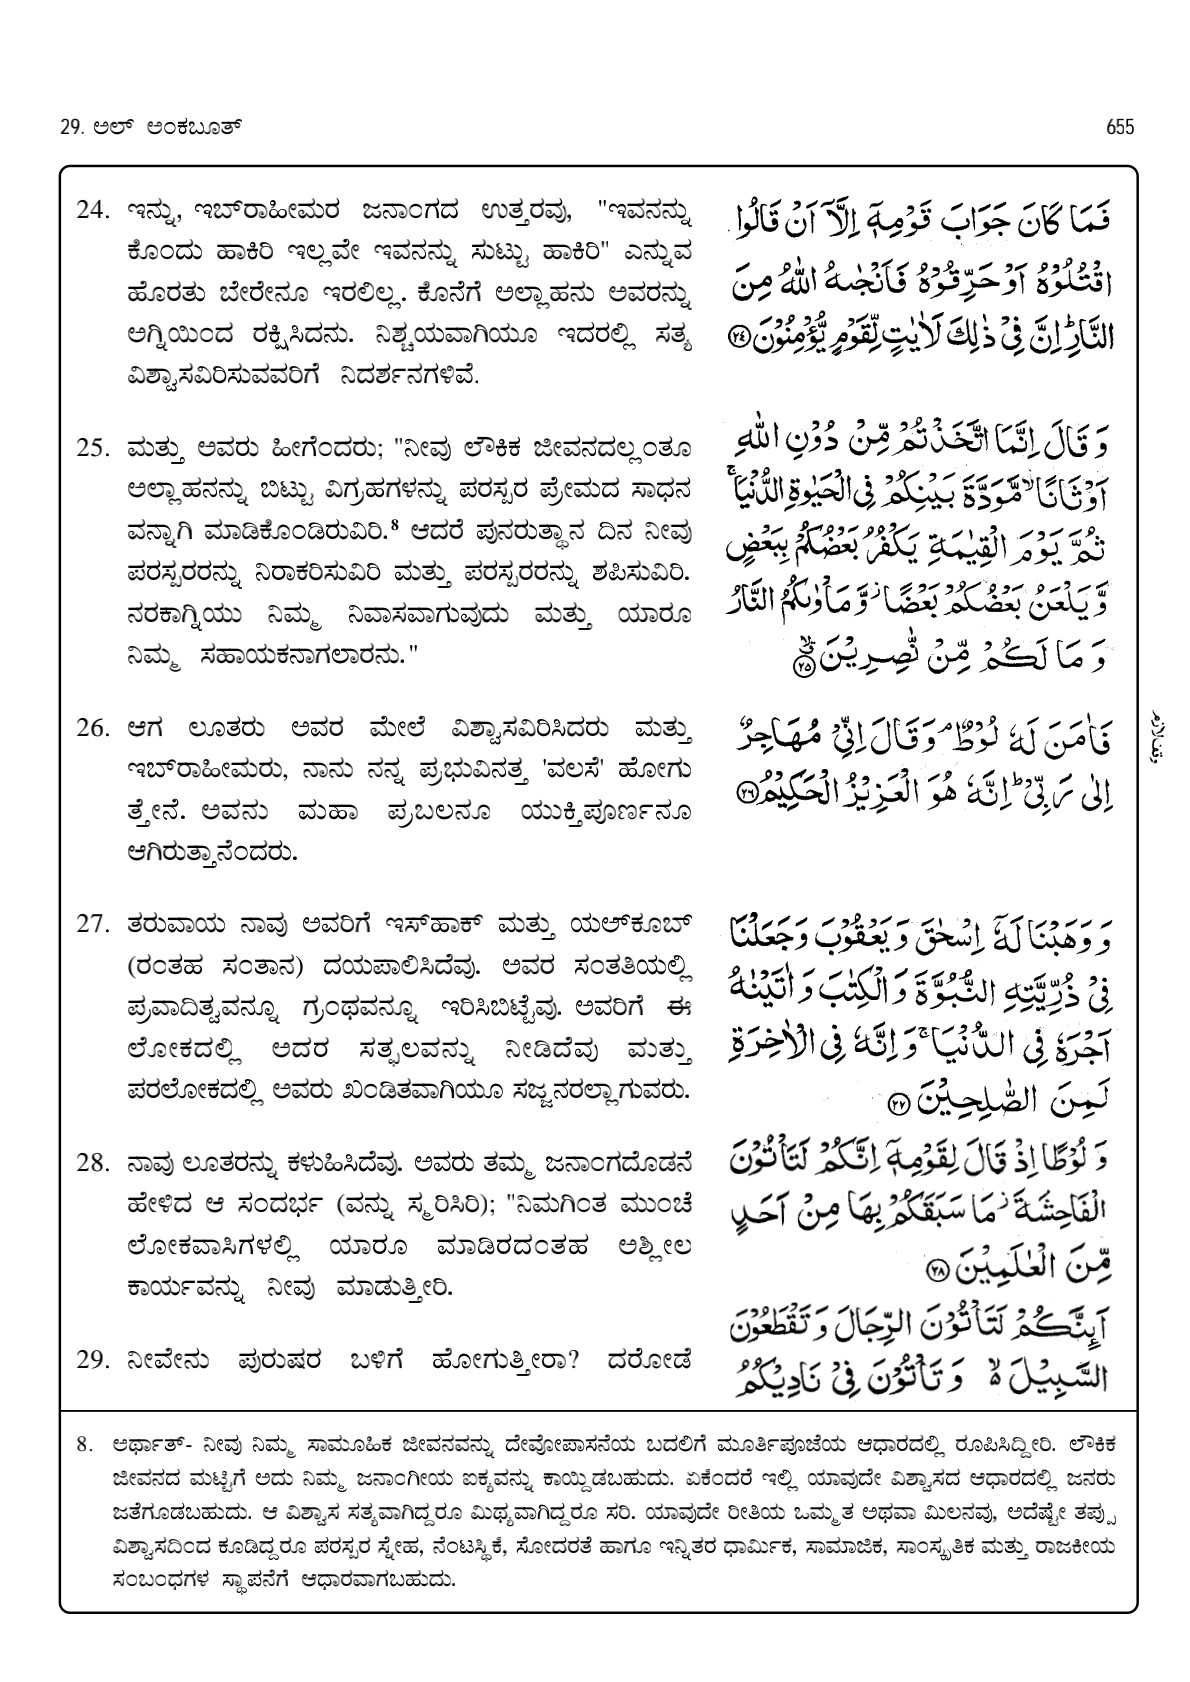 29. ಅಲ್ ಅಂಕಬೂತ್
655
24. ಇನ್ನು, ಇಬ್‌ರಾಹೀಮರ ಜನಾಂಗದ ಉತ್ತರವು, "ಇವನನ್ನು
ಕೊಂದು ಹಾಕಿರಿ ಇಲ್ಲವೇ ಇವನನ್ನು ಸುಟ್ಟು ಹಾಕಿರಿ" ಎನ್ನುವ
ಹೊರತು ಬೇರೇನೂ ಇರಲಿಲ್ಲ. ಕೊನೆಗೆ ಅಲ್ಲಾಹನು ಅವರನ್ನು
ಅಗ್ನಿಯಿಂದ ರಕ್ಷಿಸಿದನು. ನಿಶ್ಚಯವಾಗಿಯೂ ಇದರಲ್ಲಿ ಸತ್ಯ
ವಿಶ್ವಾಸವಿರಿಸುವವರಿಗೆ ನಿದರ್ಶನಗಳಿವೆ.
فَمَا كَانَ جَوَابَ قَوْمِهٖٓ اِلَّآ اَنْ قَالُوا
اقْتُلُوْهُ اَوْ حَرِّقُوْهُ فَاَنْجٰىهُ اللّٰهُ مِنَ
النَّارِ ؕ اِنَّ فِيْ ذٰلِكَ لَاٰيٰتٍ لِّقَوْمٍ يُّؤْمِنُوْنَ ﴿۲۴﴾
25. ಮತ್ತು ಅವರು ಹೀಗೆಂದರು; "ನೀವು ಲೌಕಿಕ ಜೀವನದಲ್ಲಂತೂ
ಅಲ್ಲಾಹನನ್ನು ಬಿಟ್ಟು ವಿಗ್ರಹಗಳನ್ನು ಪರಸ್ಪರ ಪ್ರೇಮದ ಸಾಧನ
ವನ್ನಾಗಿ ಮಾಡಿಕೊಂಡಿರುವಿರಿ.⁸ ಆದರೆ ಪುನರುತ್ಥಾನ ದಿನ ನೀವು
ಪರಸ್ಪರರನ್ನು ನಿರಾಕರಿಸುವಿರಿ ಮತ್ತು ಪರಸ್ಪರರನ್ನು ಶಪಿಸುವಿರಿ.
ನರಕಾಗ್ನಿಯು ನಿಮ್ಮ ನಿವಾಸವಾಗುವುದು ಮತ್ತು ಯಾರೂ
ನಿಮ್ಮ ಸಹಾಯಕನಾಗಲಾರನು."
وَ قَالَ اِنَّمَا اتَّخَذْتُمْ مِّنْ دُوْنِ اللّٰهِ
اَوْثَانًا ۙ مَّوَدَّةَ بَيْنِكُمْ فِي الْحَيٰوةِ الدُّنْيَا ۚ
ثُمَّ يَوْمَ الْقِيٰمَةِ يَكْفُرُ بَعْضُكُمْ بِبَعْضٍ
وَّ يَلْعَنُ بَعْضُكُمْ بَعْضًا ؗ وَّ مَاْوٰىكُمُ النَّارُ
وَ مَا لَكُمْ مِّنْ نّٰصِرِيْنَ ﴿۲۵﴾
26. ಆಗ ಲೂತರು ಅವರ ಮೇಲೆ ವಿಶ್ವಾಸವಿರಿಸಿದರು ಮತ್ತು
ಇಬ್‌ರಾಹೀಮರು, ನಾನು ನನ್ನ ಪ್ರಭುವಿನತ್ತ 'ವಲಸೆ' ಹೋಗು
ತ್ತೇನೆ. ಅವನು ಮಹಾ ಪ್ರಬಲನೂ ಯುಕ್ತಿಪೂರ್ಣನೂ
ಆಗಿರುತ್ತಾನೆಂದರು.
فَاٰمَنَ لَهٗ لُوْطٌ ۘ وَ قَالَ اِنِّيْ مُهَاجِرٌ
اِلٰى رَبِّيْ ؕ اِنَّهٗ هُوَ الْعَزِيْزُ الْحَكِيْمُ ﴿۲۶﴾
وقف لازم
27. ತರುವಾಯ ನಾವು ಅವರಿಗೆ ಇಸ್‌ಹಾಕ್ ಮತ್ತು ಯಅ್‌ಕೂಬ್
(ರಂತಹ ಸಂತಾನ) ದಯಪಾಲಿಸಿದೆವು. ಅವರ ಸಂತತಿಯಲ್ಲಿ
ಪ್ರವಾದಿತ್ವವನ್ನೂ ಗ್ರಂಥವನ್ನೂ ಇರಿಸಿಬಿಟ್ಟೆವು. ಅವರಿಗೆ ಈ
ಲೋಕದಲ್ಲಿ ಅದರ ಸತ್ಫಲವನ್ನು ನೀಡಿದೆವು ಮತ್ತು
ಪರಲೋಕದಲ್ಲಿ ಅವರು ಖಂಡಿತವಾಗಿಯೂ ಸಜ್ಜನರಲ್ಲಾಗುವರು.
وَ وَهَبْنَا لَهٗٓ اِسْحٰقَ وَ يَعْقُوْبَ وَ جَعَلْنَا
فِيْ ذُرِّيَّتِهِ النُّبُوَّةَ وَ الْكِتٰبَ وَ اٰتَيْنٰهُ
اَجْرَهٗ فِي الدُّنْيَا ۚ وَ اِنَّهٗ فِي الْاٰخِرَةِ
لَمِنَ الصّٰلِحِيْنَ ﴿۲۷﴾
28. ನಾವು ಲೂತರನ್ನು ಕಳುಹಿಸಿದೆವು. ಅವರು ತಮ್ಮ ಜನಾಂಗದೊಡನೆ
ಹೇಳಿದ ಆ ಸಂದರ್ಭ (ವನ್ನು ಸ್ಮರಿಸಿರಿ); "ನಿಮಗಿಂತ ಮುಂಚೆ
ಲೋಕವಾಸಿಗಳಲ್ಲಿ ಯಾರೂ ಮಾಡಿರದಂತಹ ಅಶ್ಲೀಲ
ಕಾರ್ಯವನ್ನು ನೀವು ಮಾಡುತ್ತೀರಿ.
وَ لُوْطًا اِذْ قَالَ لِقَوْمِهٖٓ اِنَّكُمْ لَتَاْتُوْنَ
الْفَاحِشَةَ ؗ مَا سَبَقَكُمْ بِهَا مِنْ اَحَدٍ
مِّنَ الْعٰلَمِيْنَ ﴿۲۸﴾
29. ನೀವೇನು ಪುರುಷರ ಬಳಿಗೆ ಹೋಗುತ್ತೀರಾ? ದರೋಡೆ
اَئِنَّكُمْ لَتَاْتُوْنَ الرِّجَالَ وَ تَقْطَعُوْنَ
السَّبِيْلَ ۙ۬ وَ تَاْتُوْنَ فِيْ نَادِيْكُمُ
8. ಅರ್ಥಾತ್- ನೀವು ನಿಮ್ಮ ಸಾಮೂಹಿಕ ಜೀವನವನ್ನು ದೇವೋಪಾಸನೆಯ ಬದಲಿಗೆ ಮೂರ್ತಿಪೂಜೆಯ ಆಧಾರದಲ್ಲಿ ರೂಪಿಸಿದ್ದೀರಿ. ಲೌಕಿಕ
ಜೀವನದ ಮಟ್ಟಿಗೆ ಅದು ನಿಮ್ಮ ಜನಾಂಗೀಯ ಐಕ್ಯವನ್ನು ಕಾಯ್ದಿಡಬಹುದು. ಏಕೆಂದರೆ ಇಲ್ಲಿ ಯಾವುದೇ ವಿಶ್ವಾಸದ ಆಧಾರದಲ್ಲಿ ಜನರು
ಜತೆಗೂಡಬಹುದು. ಆ ವಿಶ್ವಾಸ ಸತ್ಯವಾಗಿದ್ದರೂ ಮಿಥ್ಯವಾಗಿದ್ದರೂ ಸರಿ. ಯಾವುದೇ ರೀತಿಯ ಒಮ್ಮತ ಅಥವಾ ಮಿಲನವು, ಅದೆಷ್ಟೇ ತಪ್ಪು
ವಿಶ್ವಾಸದಿಂದ ಕೂಡಿದ್ದರೂ ಪರಸ್ಪರ ಸ್ನೇಹ, ನೆಂಟಸ್ಥಿಕೆ, ಸೋದರತೆ ಹಾಗೂ ಇನ್ನಿತರ ಧಾರ್ಮಿಕ, ಸಾಮಾಜಿಕ, ಸಾಂಸ್ಕೃತಿಕ ಮತ್ತು ರಾಜಕೀಯ
ಸಂಬಂಧಗಳ ಸ್ಥಾಪನೆಗೆ ಆಧಾರವಾಗಬಹುದು.